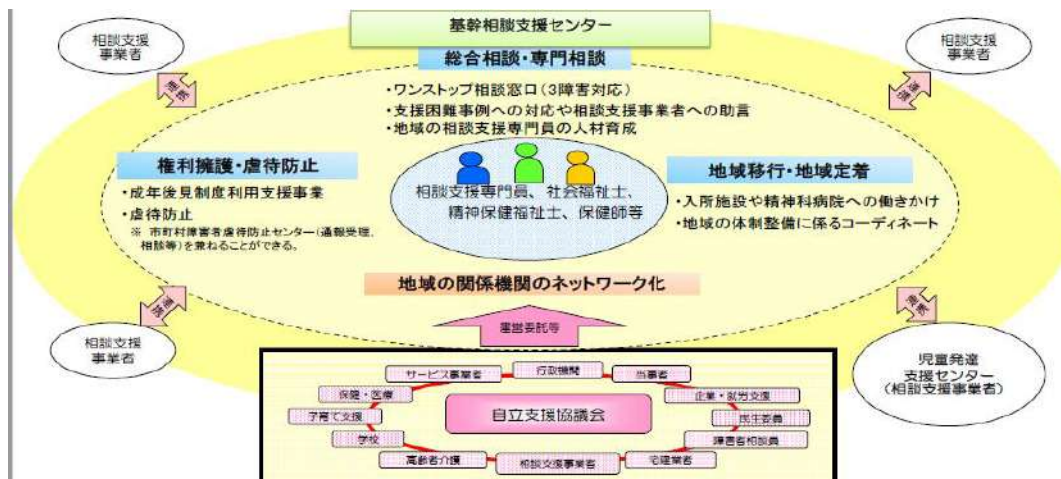 基幹相談支援センター
相談支援
事業者
相談支援
事業者
連携
連携
総合相談・専門相談
・ワンストップ相談窓口（3障害対応）
・支援困難事例への対応や相談支援事業者への助言
・地域の相談支援専門員の人材育成
権利擁護・虐待防止
・成年後見制度利用支援事業
・虐待防止
※ 市町村障害者虐待防止センター（通報受理、
相談等）を兼ねることができる。
相談支援専門員、社会福祉士、
精神保健福祉士、保健師等
地域移行・地域定着
・入所施設や精神科病院への働きかけ
・地域の体制整備に係るコーディネート
地域の関係機関のネットワーク化
連携
連携
相談支援
事業者
運営委託等
児童発達
支援センター
（相談支援事業者）
サービス事業者
行政機関
当事者
保健・医療
企業・就労支援
子育て支援
自立支援協議会
民生委員
学校
障害者相談員
高齢者介護
相談支援事業者
宅建業者